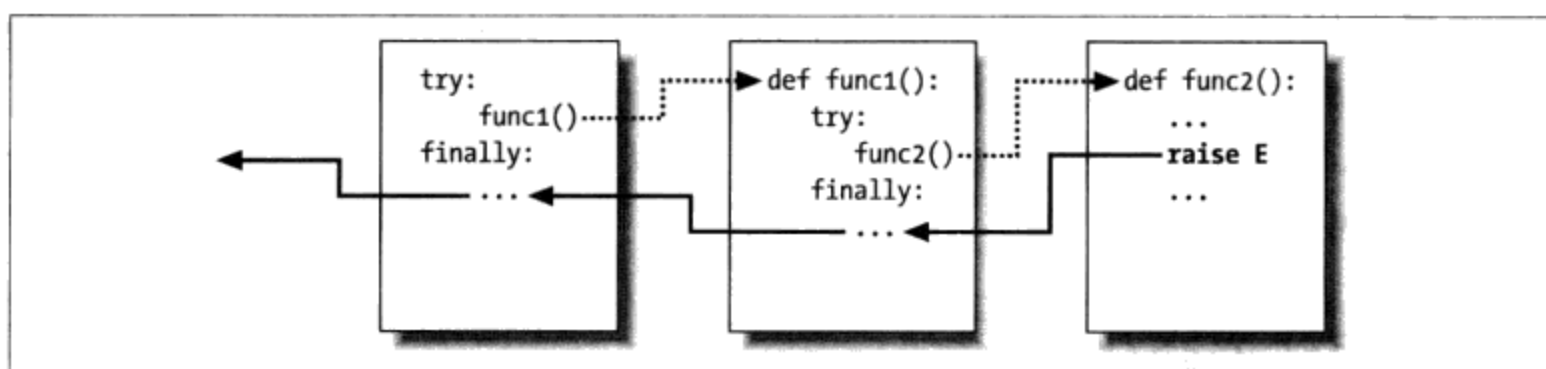 try:
func1()
finally:
...
def func1():
try:
func2()
finally:
...
def func2():
...
raise E
...